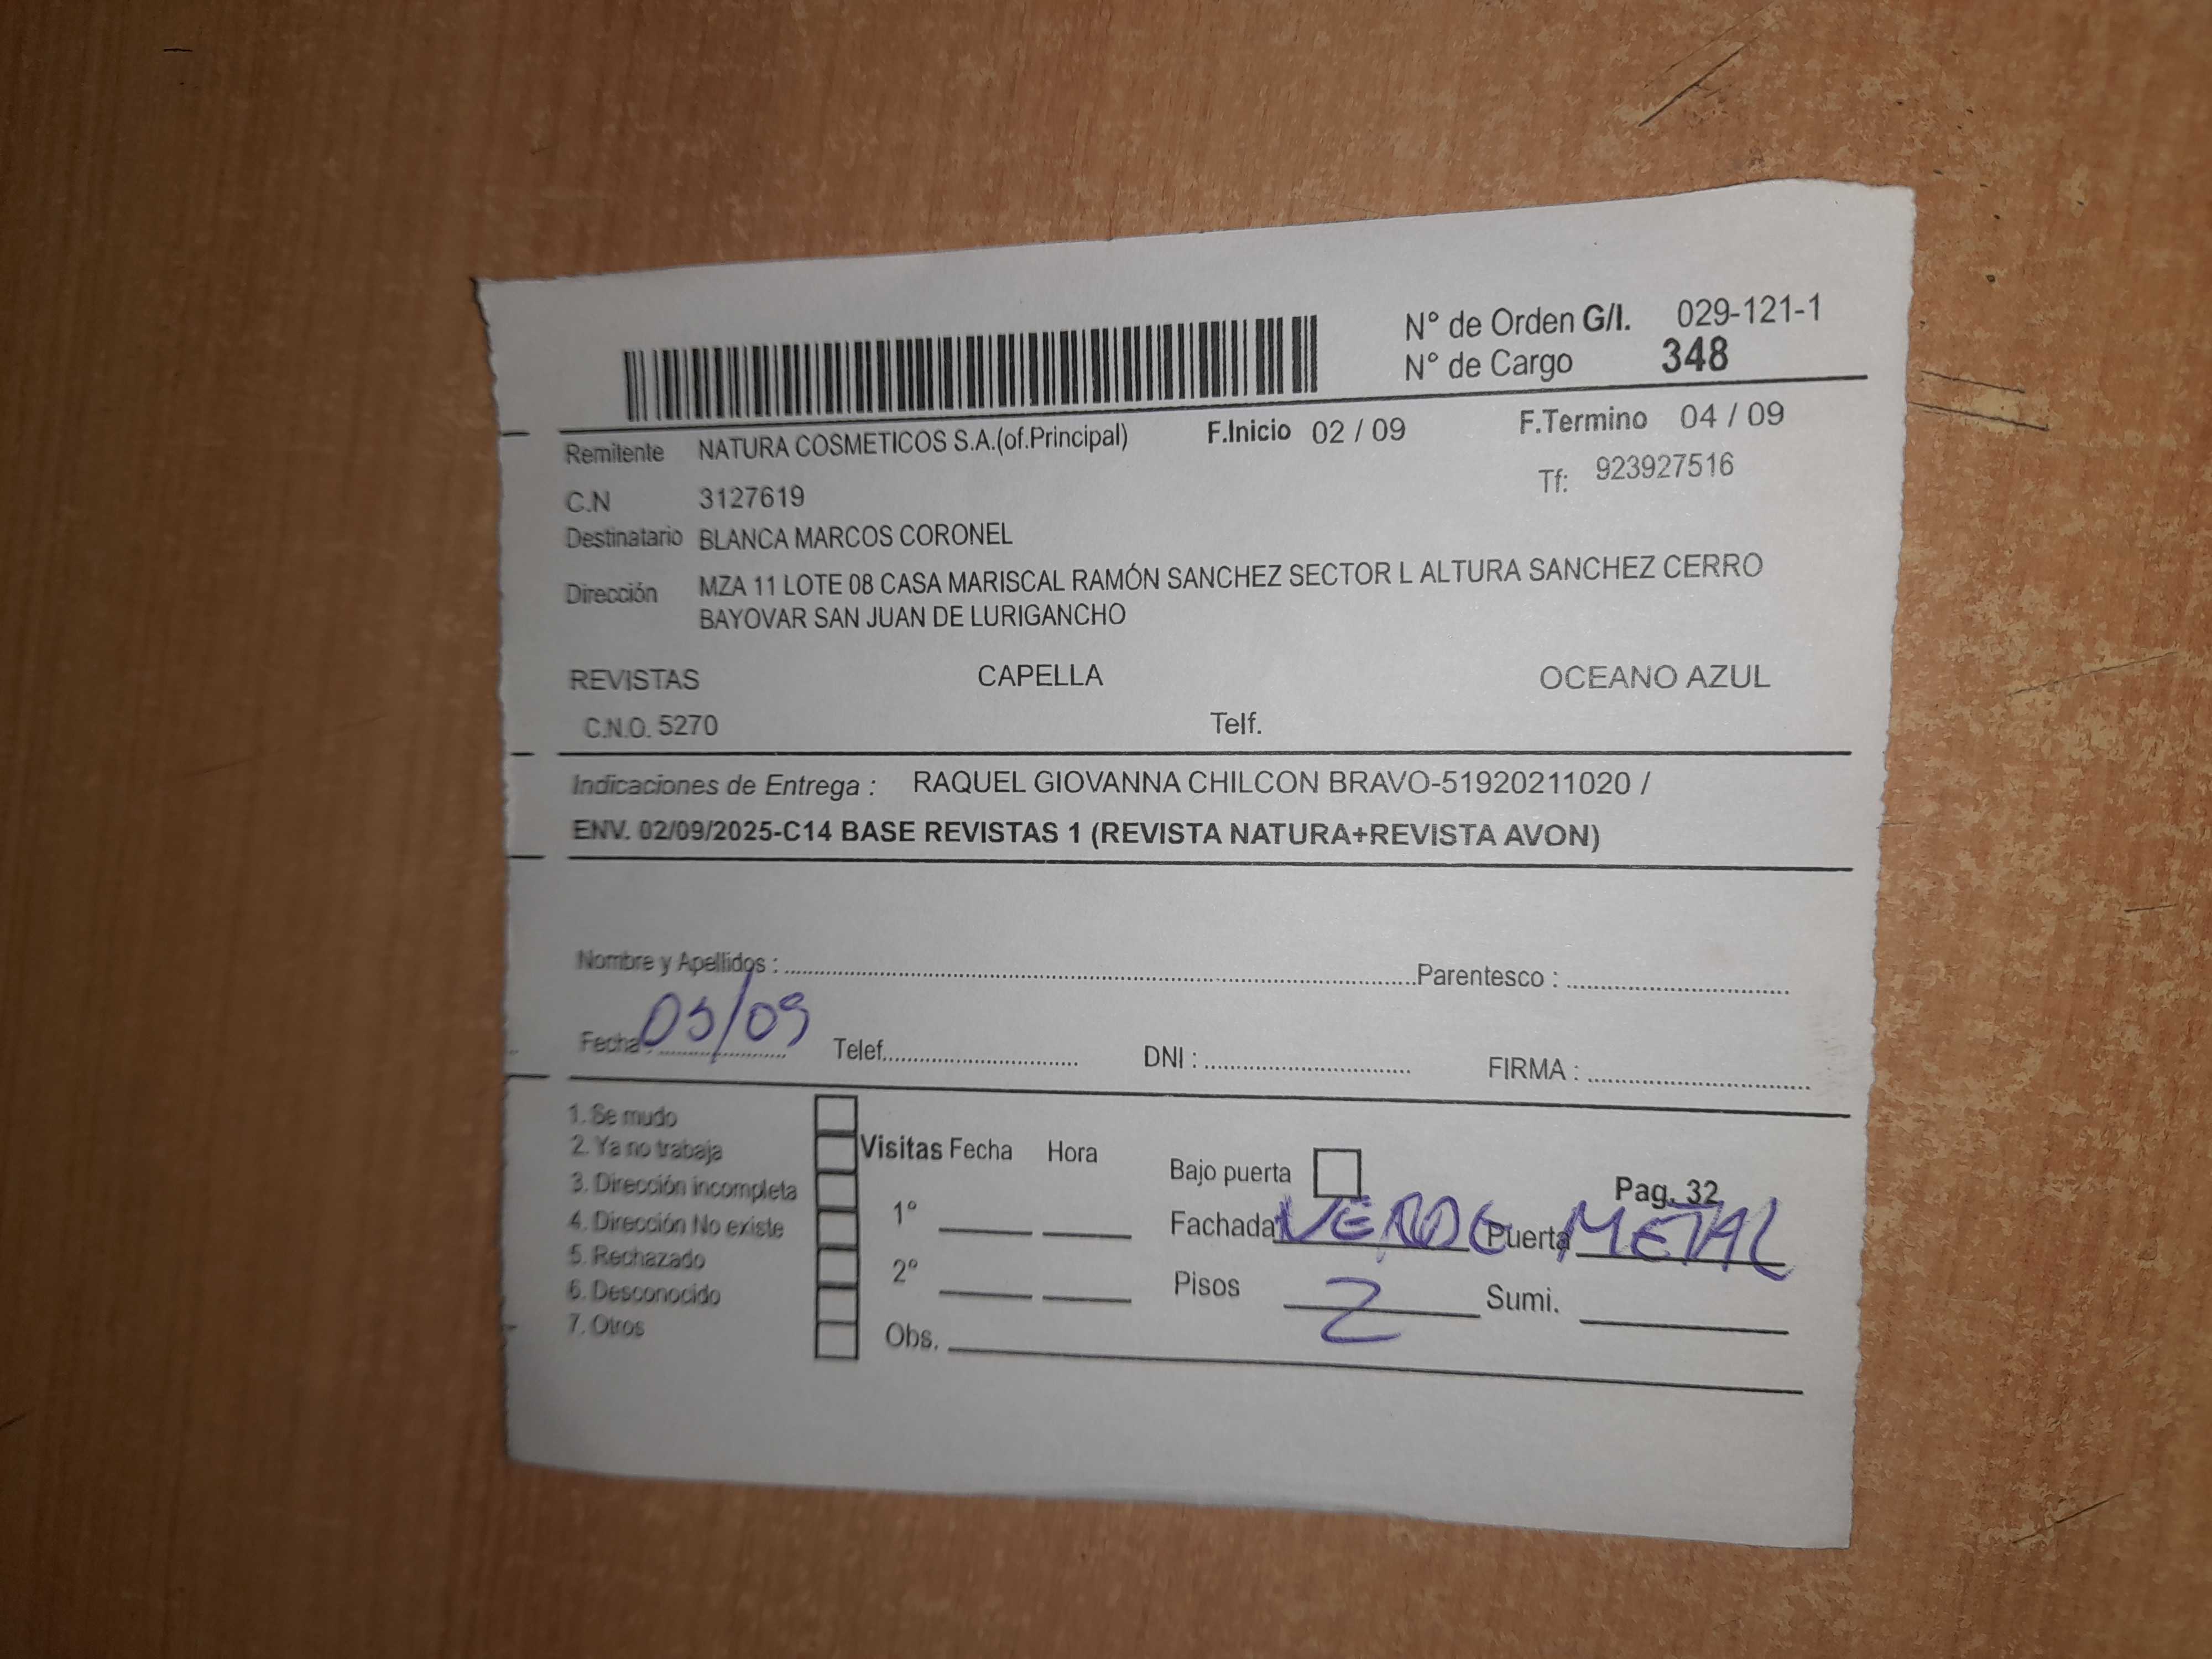 N° de Orden G/I. 029-121-1
N° de Cargo 348
Remitente NATURA COSMETICOS S.A.(of.Principal) F.Inicio 02 / 09 F.Termino 04 / 09
C.N 3127619 Tf: 923927516
Destinatario BLANCA MARCOS CORONEL
Dirección MZA 11 LOTE 08 CASA MARISCAL RAMÓN SANCHEZ SECTOR L ALTURA SANCHEZ CERRO
BAYOVAR SAN JUAN DE LURIGANCHO
REVISTAS CAPELLA OCEANO AZUL
C.N.O. 5270 Telf.
Indicaciones de Entrega : RAQUEL GIOVANNA CHILCON BRAVO-51920211020 /
ENV. 02/09/2025-C14 BASE REVISTAS 1 (REVISTA NATURA+REVISTA AVON)
Nombre y Apellidos : Parentesco :
Fecha : 03/09 Telef. DNI : FIRMA :
1. Se mudo
2. Ya no trabaja Visitas Fecha Hora Bajo puerta Pag. 32
3. Dirección incompleta
4. Dirección No existe 1° Fachada VERDE Puerta METAL
5. Rechazado
6. Desconocido 2° Pisos 2 Sumi.
7. Otros Obs.